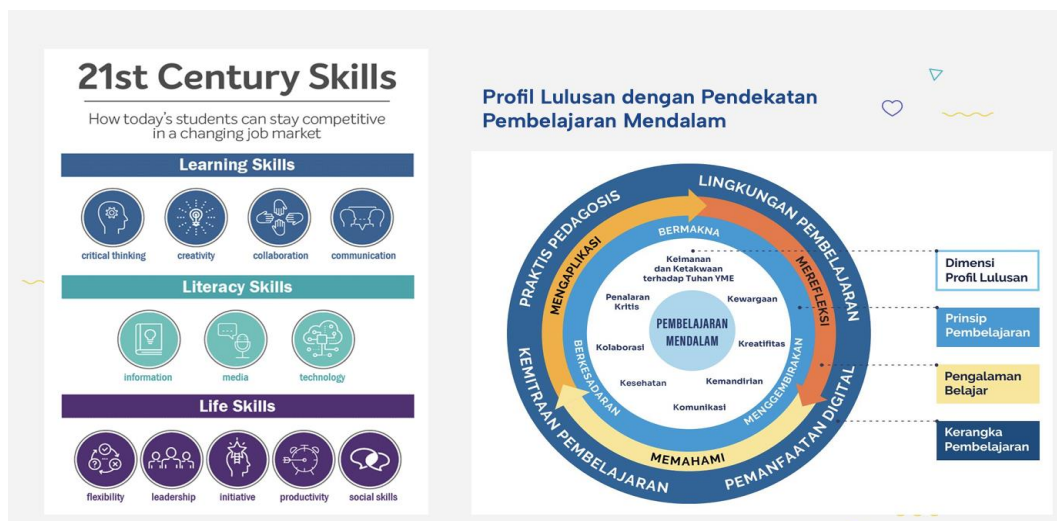 21st Century Skills
How today's students can stay competitive
in a changing job market
Learning Skills
critical thinking
creativity
collaboration
communication
Literacy Skills
information
media
technology
Life Skills
flexibility
leadership
initiative
productivity
social skills
Profil Lulusan dengan Pendekatan
Pembelajaran Mendalam
PRAKTIS PEDAGOSIS
LINGKUNGAN PEMBELAJARAN
KEMITRAAN PEMBELAJARAN
PEMANFAATAN DIGITAL
MENGAPLIKASI
MEREFLEKSI
MEMAHAMI
BERMAKNA
BERKESADARAN
MENGGEMBIRAKAN
Keimanan
dan Ketakwaan
terhadap Tuhan YME
Penalaran
Kritis
Kewargaan
Kolaborasi
Kreatifitas
Kesehatan
Kemandirian
Komunikasi
PEMBELAJARAN
MENDALAM
Dimensi
Profil Lulusan
Prinsip
Pembelajaran
Pengalaman
Belajar
Kerangka
Pembelajaran